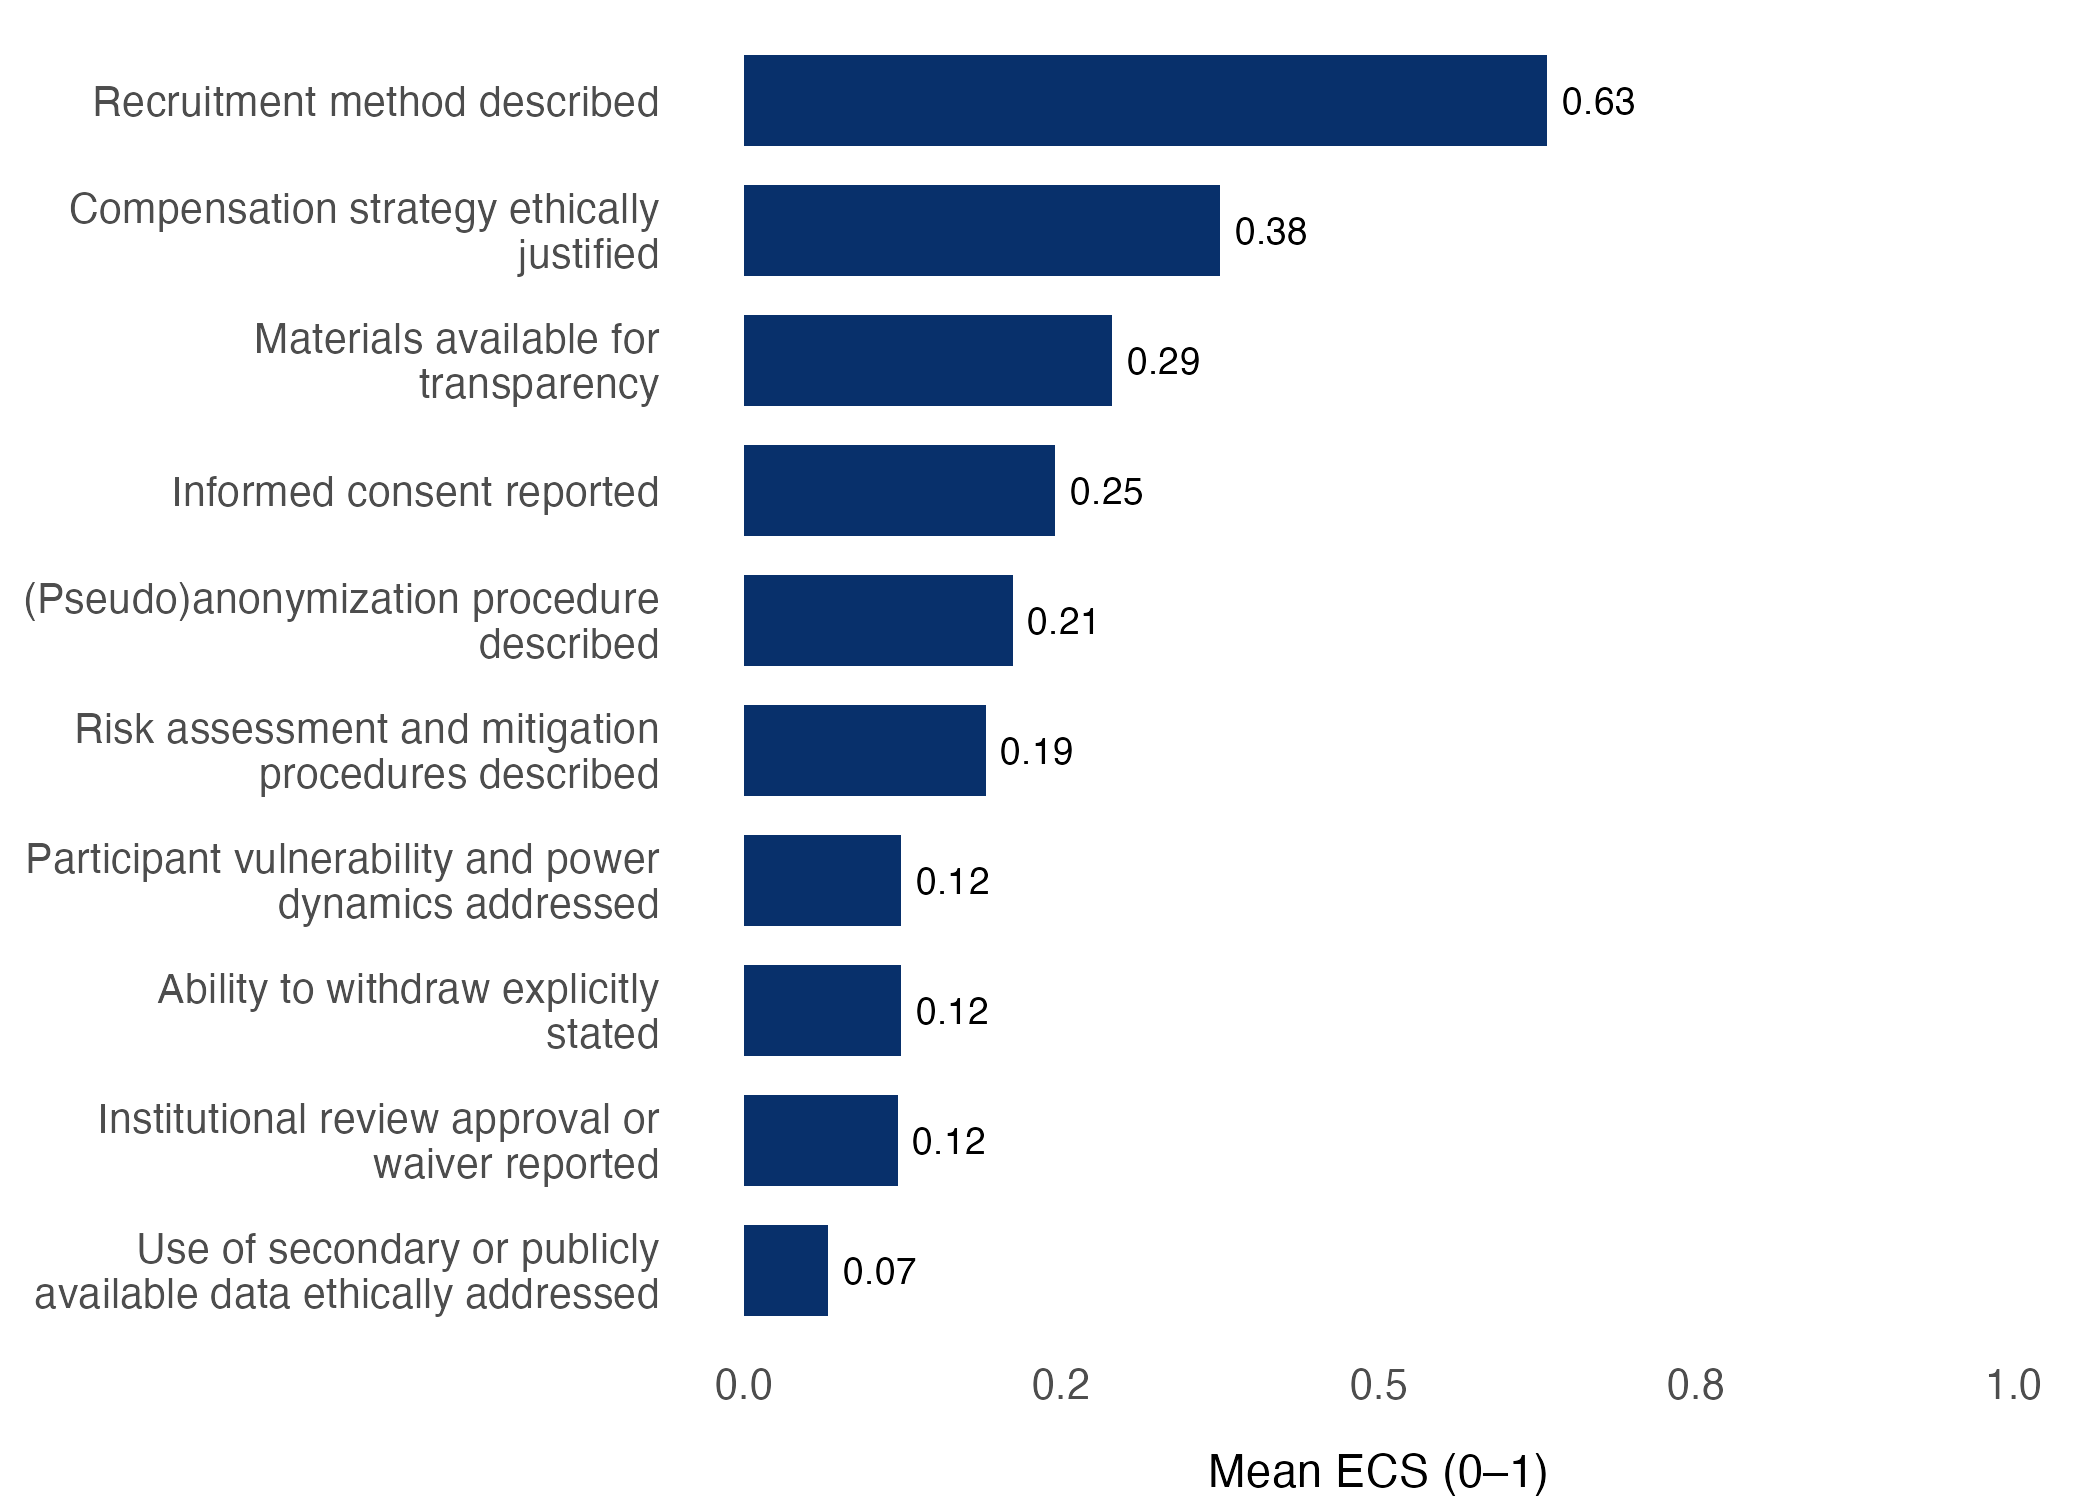 Recruitment method described
0.63
Compensation strategy ethically
justified
0.38
Materials available for
transparency
0.29
Informed consent reported
0.25
(Pseudo)anonymization procedure
described
0.21
Risk assessment and mitigation
procedures described
0.19
Participant vulnerability and power
dynamics addressed
0.12
Ability to withdraw explicitly
stated
0.12
Institutional review approval or
waiver reported
0.12
Use of secondary or publicly
available data ethically addressed
0.07
0.0 0.2 0.5 0.8 1.0
Mean ECS (0–1)